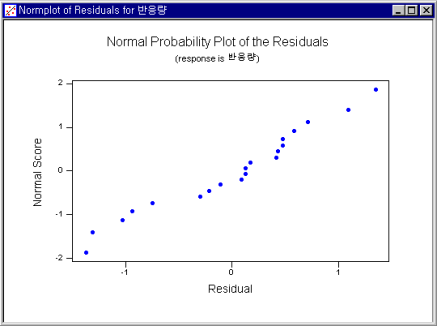 Normplot of Residuals for 반응량
Normal Probability Plot of the Residuals
(response is 반응량)
2
1
0
-1
-2
Normal Score
-1
0
1
Residual